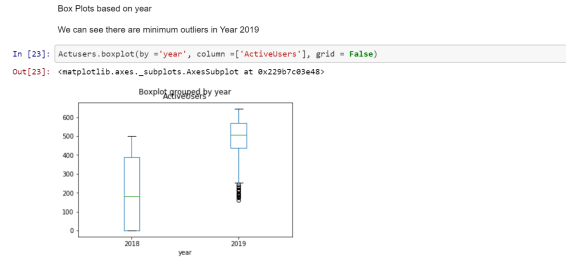 Box Plots based on year
We can see there are minimum outliers in Year 2019
In [23]: Actusers.boxplot(by ='year', column =['ActiveUsers'], grid = False)
Out[23]: <matplotlib.axes._subplots.AxesSubplot at 0x229b7c03e48>
Boxplot grouped by year
ActiveUsers
600
500
400
300
200
100
0
2018 2019
year